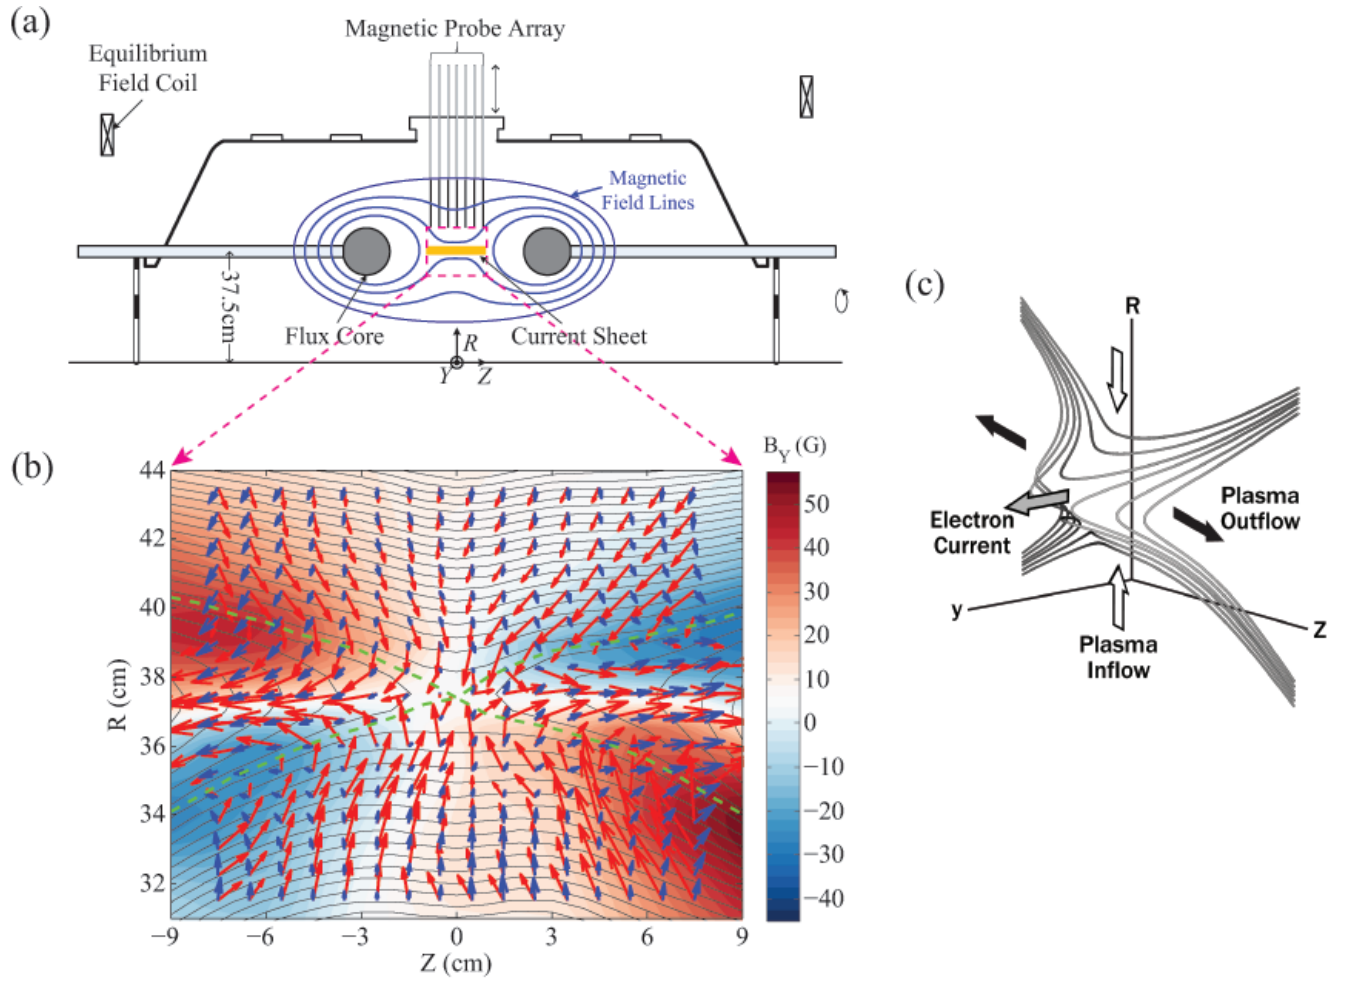 (a)
Magnetic Probe Array
Equilibrium
Field Coil
Magnetic
Field Lines
37.5cm
Flux Core
Current Sheet
R
Y
Z
(b)
B_Y (G)
44
42
40
38
36
34
32
R (cm)
−9
−6
−3
0
3
6
9
Z (cm)
50
40
30
20
10
0
−10
−20
−30
−40
(c)
R
Plasma
Outflow
Electron
Current
y
Z
Plasma
Inflow